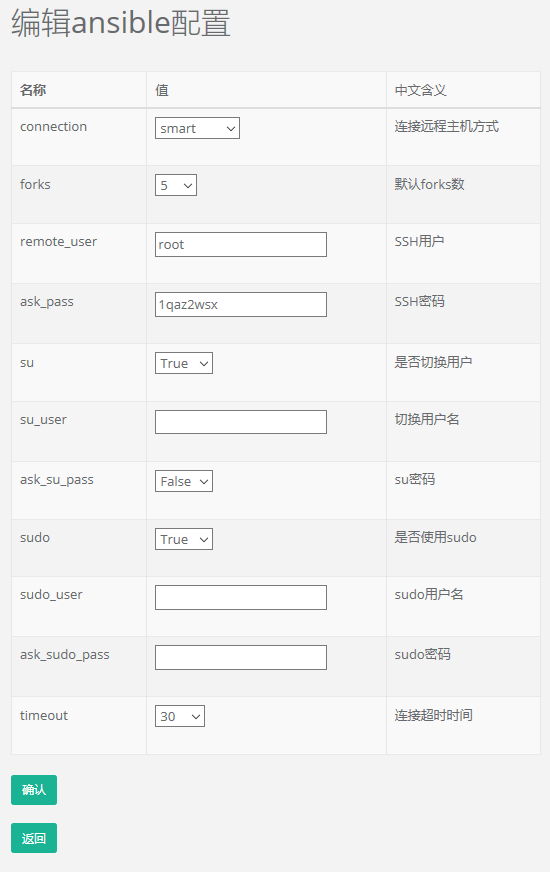 编辑ansible配置
名称 值 中文含义
connection smart 连接远程主机方式
forks 5 默认forks数
remote_user root SSH用户
ask_pass 1qaz2wsx SSH密码
su True 是否切换用户
su_user 切换用户名
ask_su_pass False su密码
sudo True 是否使用sudo
sudo_user sudo用户名
ask_sudo_pass sudo密码
timeout 30 连接超时时间
确认
返回